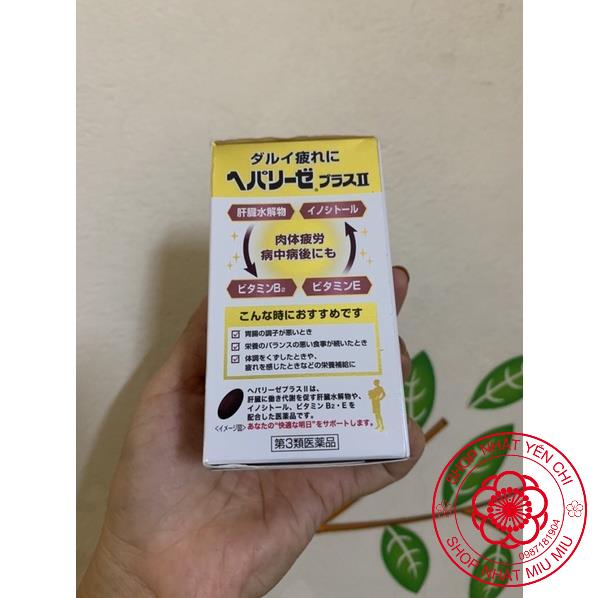 ダルイ疲れに
ヘパリーゼ®プラスⅡ
肝臓水解物 イノシトール
肉体疲労
病中病後にも
ビタミンB₂ ビタミンE
こんな時におすすめです
胃腸の調子が悪いとき
栄養のバランスの悪い食事が続いたとき
体調をくずしたときや、
疲れを感じたときなどの栄養補給に
ヘパリーゼプラスⅡは、
肝臓に働き代謝を促す肝臓水解物や、
イノシトール、ビタミンB₂・Eを
配合した医薬品です。
あなたの“快適な明日”をサポートします。
<イメージ図>
第3類医薬品
SHOP NHẬT YẾN CHI
0987181904
SHOP NHẬT MIU MIU